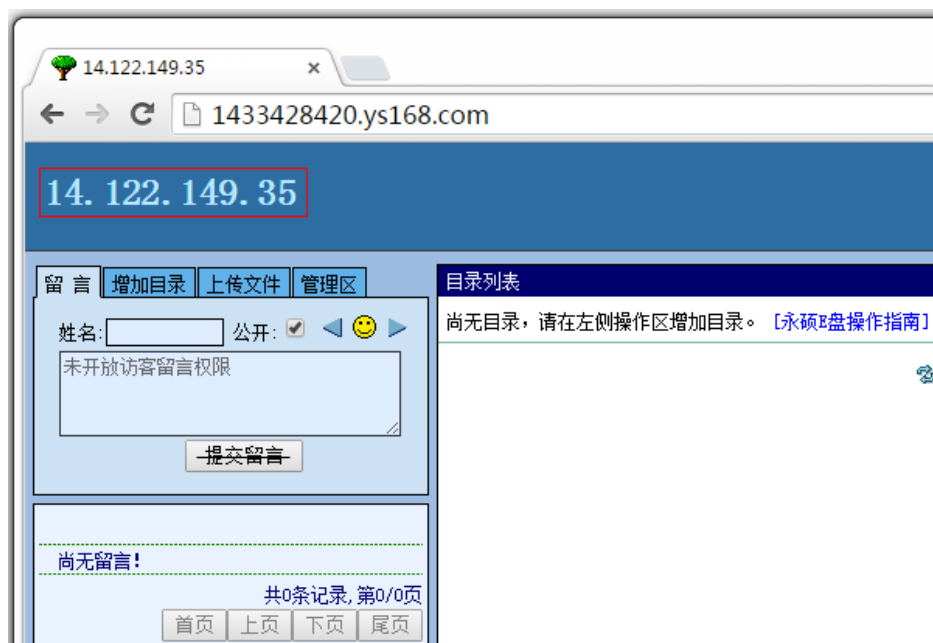 14.122.149.35
1433428420.ys168.com
14.122.149.35
留 言 增加目录 上传文件 管理区
姓名: 公开:
未开放访客留言权限
提交留言
尚无留言!
共0条记录, 第0/0页
首页 上页 下页 尾页
目录列表
尚无目录，请在左侧操作区增加目录。 [永硕E盘操作指南]